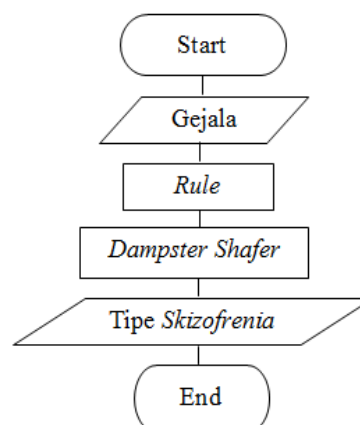 Start
Gejala
Rule
Dampster Shafer
Tipe Skizofrenia
End